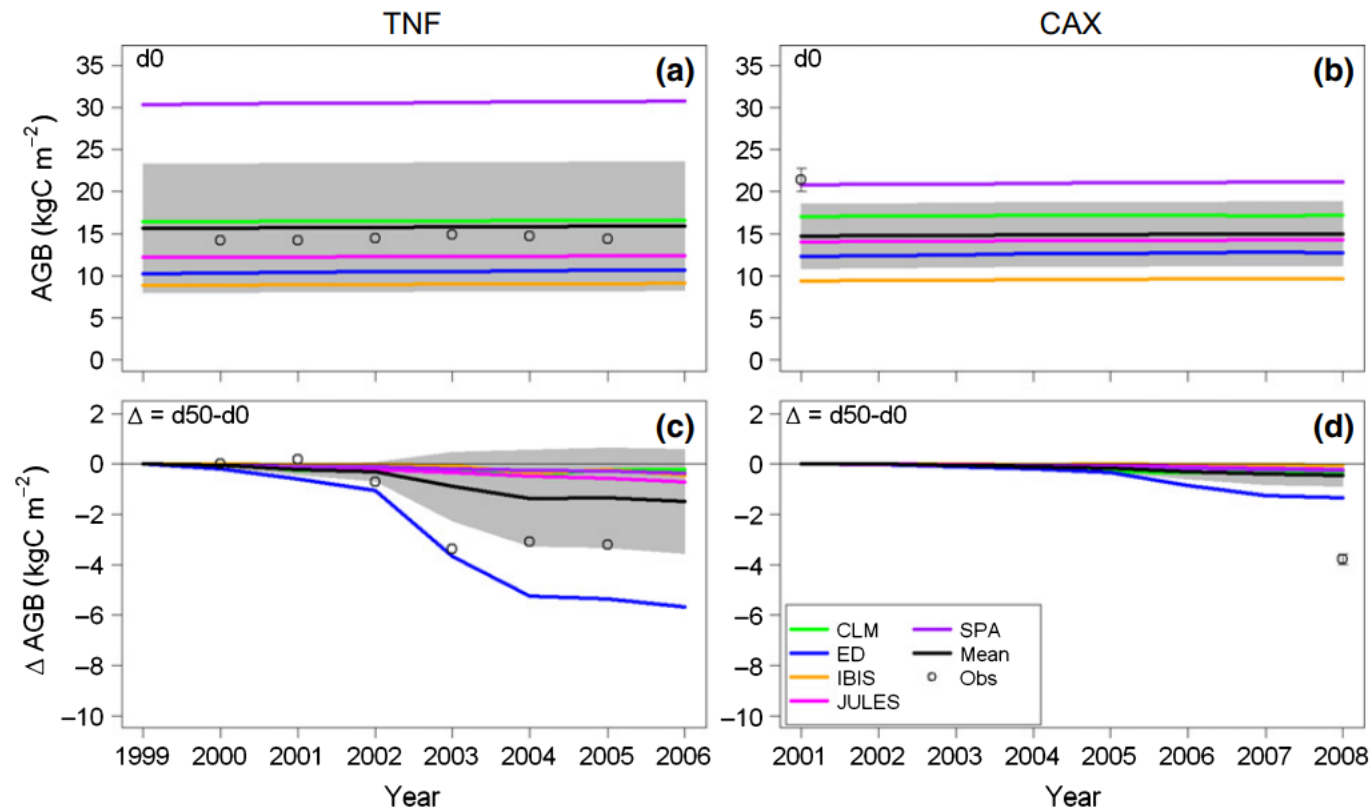 TNF
CAX
d0
(a)
35
30
25
20
15
10
5
0
AGB (kgC m⁻²)
d0
(b)
35
30
25
20
15
10
5
0
Δ = d50-d0
(c)
2
0
−2
−4
−6
−8
−10
Δ AGB (kgC m⁻²)
1999 2000 2001 2002 2003 2004 2005 2006
Year
Δ = d50-d0
(d)
2
0
−2
−4
−6
−8
−10
CLM SPA
ED Mean
IBIS Obs
JULES
2001 2002 2003 2004 2005 2006 2007 2008
Year